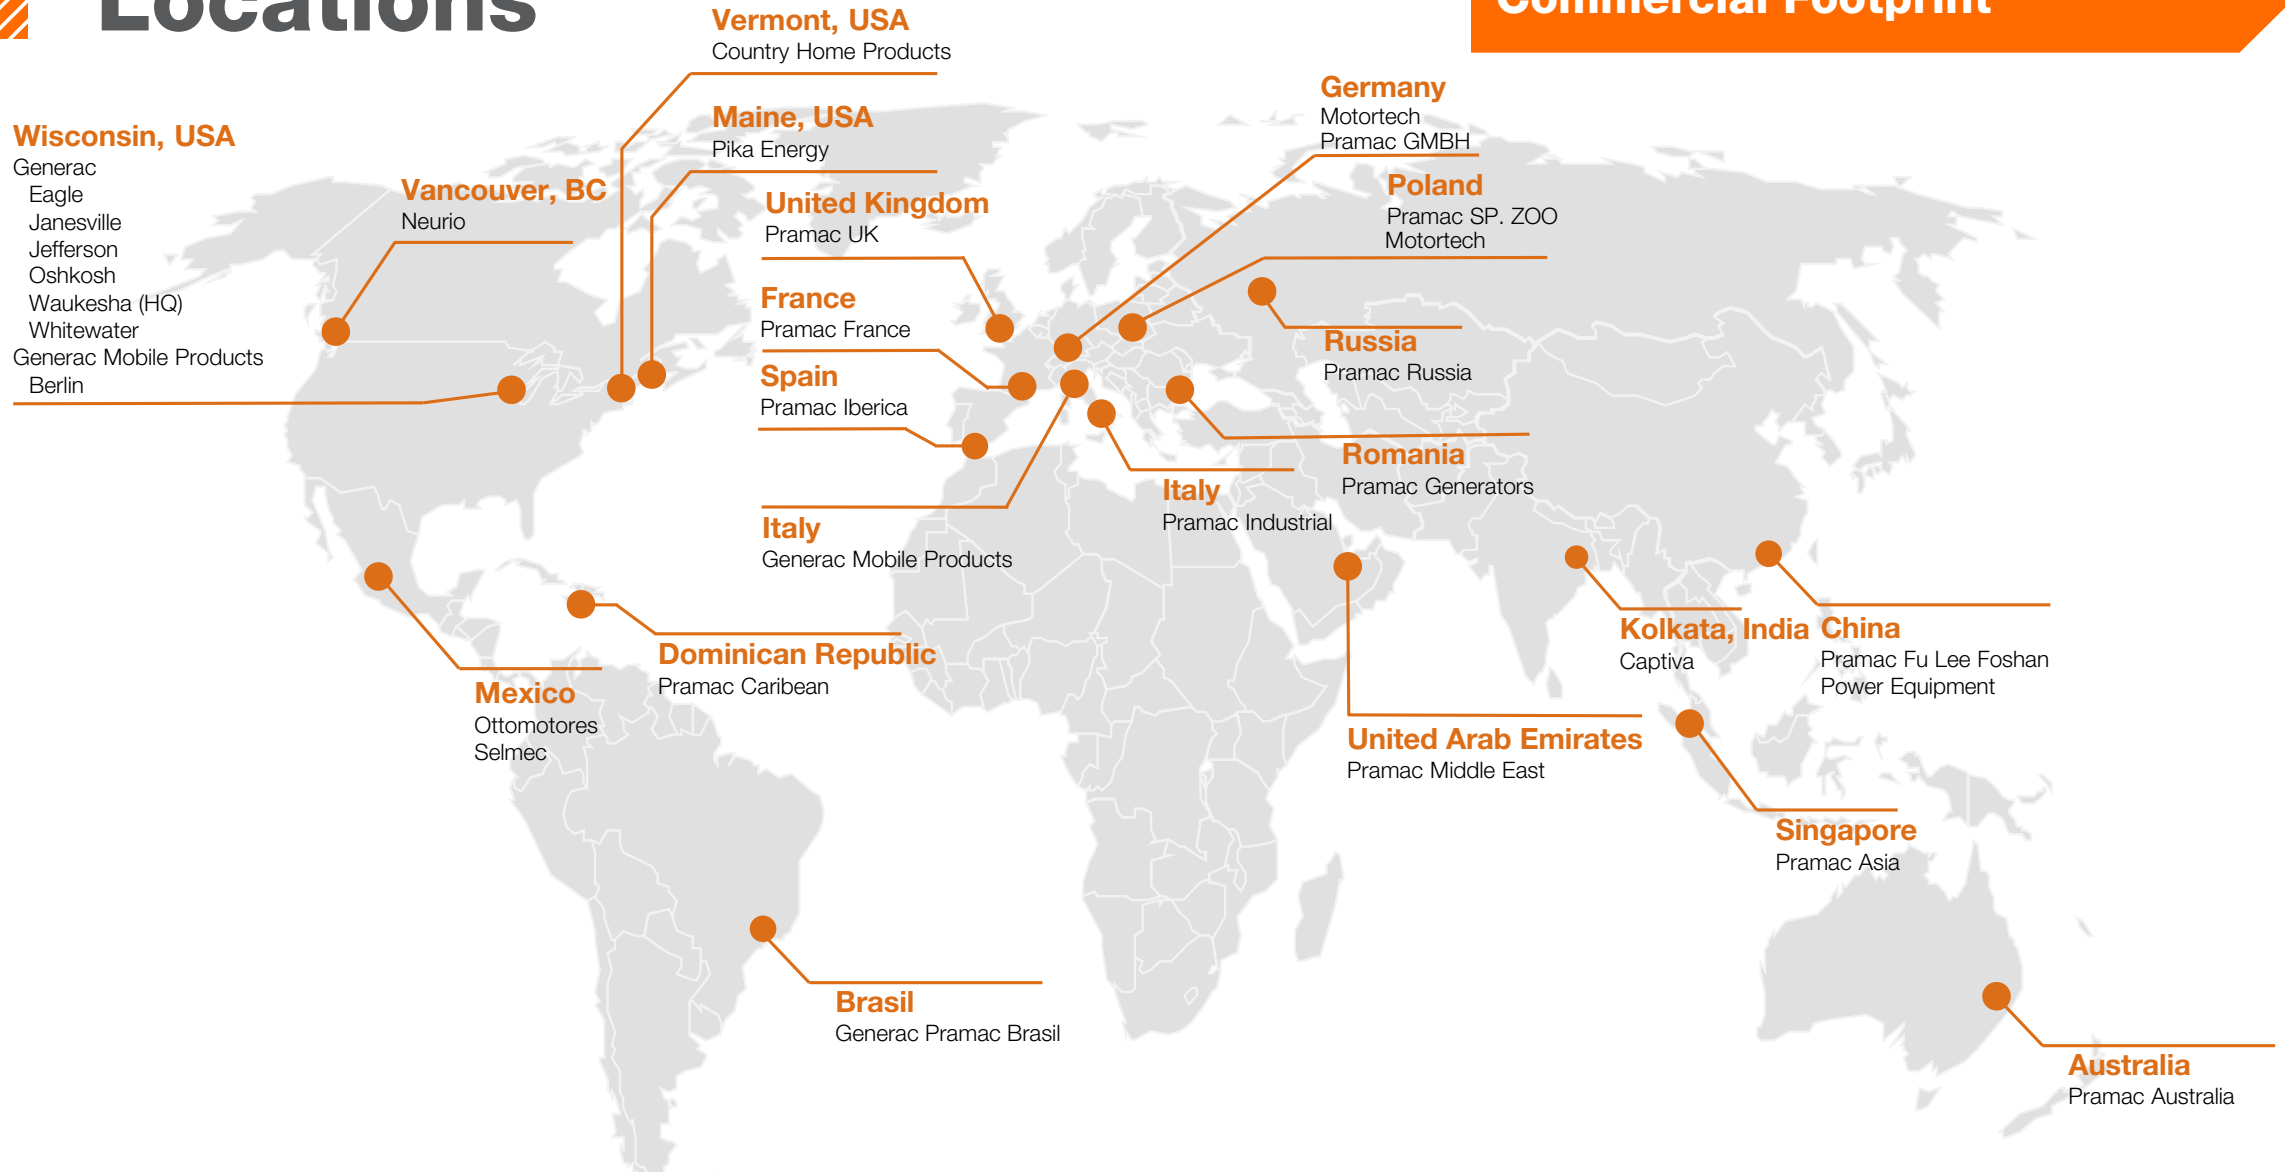 Locations
Commercial Footprint
Vermont, USA
Country Home Products
Maine, USA
Pika Energy
Germany
Motortech
Pramac GMBH
Wisconsin, USA
Generac
Eagle
Janesville
Jefferson
Oshkosh
Waukesha (HQ)
Whitewater
Generac Mobile Products
Berlin
Vancouver, BC
Neurio
United Kingdom
Pramac UK
Poland
Pramac SP. ZOO
Motortech
France
Pramac France
Russia
Pramac Russia
Spain
Pramac Iberica
Romania
Pramac Generators
Italy
Pramac Industrial
Italy
Generac Mobile Products
Dominican Republic
Pramac Caribean
Mexico
Ottomotores
Selmec
Kolkata, India
Captiva
China
Pramac Fu Lee Foshan
Power Equipment
United Arab Emirates
Pramac Middle East
Singapore
Pramac Asia
Brasil
Generac Pramac Brasil
Australia
Pramac Australia